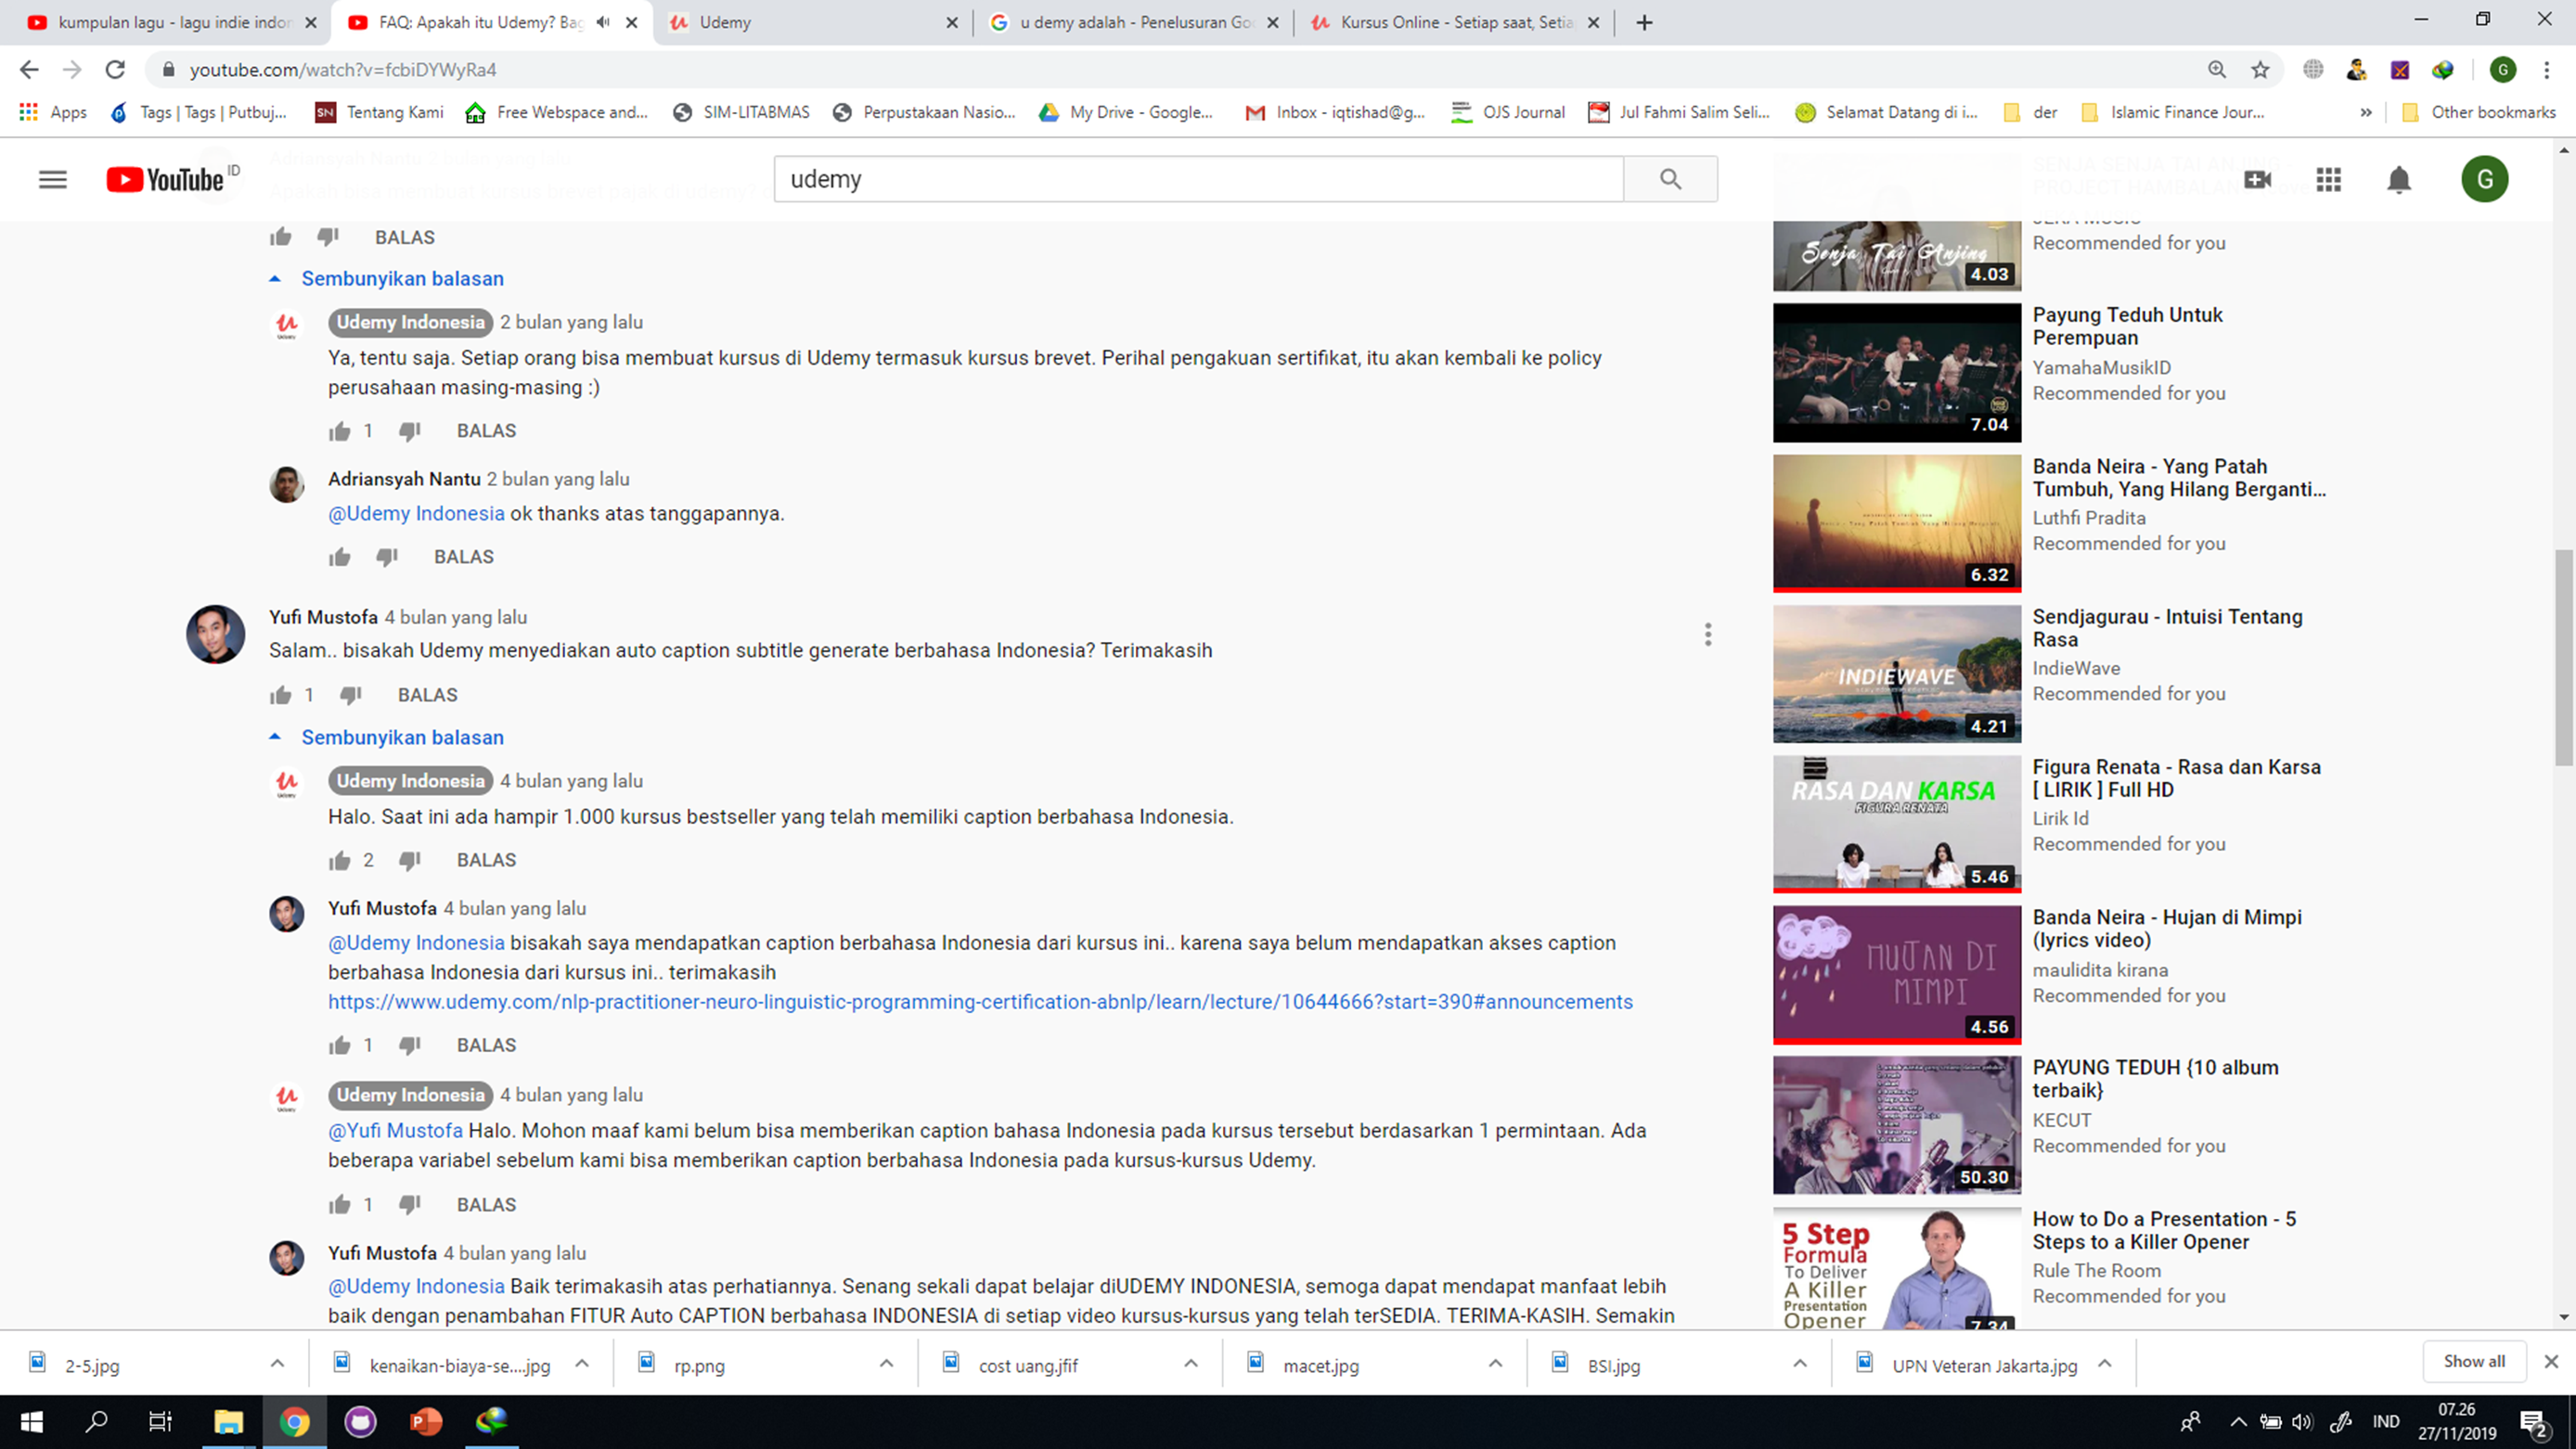 kumpulan lagu - lagu indie indon
FAQ: Apakah itu Udemy? Bag
Udemy
u demy adalah - Penelusuran Goo
Kursus Online - Setiap saat, Setia
youtube.com/watch?v=fcbiDYWyRa4
G
Apps
Tags | Tags | Putbuj...
SN Tentang Kami
Free Webspace and...
SIM-LITABMAS
Perpustakaan Nasio...
My Drive - Google...
Inbox - iqtishad@g...
OJS Journal
Jul Fahmi Salim Seli...
Selamat Datang di i...
der
Islamic Finance Jour...
»
Other bookmarks
YouTube ID
udemy
G
BALAS
Sembunyikan balasan
Udemy Indonesia 2 bulan yang lalu
Ya, tentu saja. Setiap orang bisa membuat kursus di Udemy termasuk kursus brevet. Perihal pengakuan sertifikat, itu akan kembali ke policy
perusahaan masing-masing :)
1 BALAS
Adriansyah Nantu 2 bulan yang lalu
@Udemy Indonesia ok thanks atas tanggapannya.
BALAS
Yufi Mustofa 4 bulan yang lalu
Salam.. bisakah Udemy menyediakan auto caption subtitle generate berbahasa Indonesia? Terimakasih
1 BALAS
Sembunyikan balasan
Udemy Indonesia 4 bulan yang lalu
Halo. Saat ini ada hampir 1.000 kursus bestseller yang telah memiliki caption berbahasa Indonesia.
2 BALAS
Yufi Mustofa 4 bulan yang lalu
@Udemy Indonesia bisakah saya mendapatkan caption berbahasa Indonesia dari kursus ini.. karena saya belum mendapatkan akses caption
berbahasa Indonesia dari kursus ini.. terimakasih
https://www.udemy.com/nlp-practitioner-neuro-linguistic-programming-certification-abnlp/learn/lecture/10644666?start=390#announcements
1 BALAS
Udemy Indonesia 4 bulan yang lalu
@Yufi Mustofa Halo. Mohon maaf kami belum bisa memberikan caption bahasa Indonesia pada kursus tersebut berdasarkan 1 permintaan. Ada
beberapa variabel sebelum kami bisa memberikan caption berbahasa Indonesia pada kursus-kursus Udemy.
1 BALAS
Yufi Mustofa 4 bulan yang lalu
@Udemy Indonesia Baik terimakasih atas perhatiannya. Senang sekali dapat belajar diUDEMY INDONESIA, semoga dapat mendapat manfaat lebih
baik dengan penambahan FITUR Auto CAPTION berbahasa INDONESIA di setiap video kursus-kursus yang telah terSEDIA. TERIMA-KASIH. Semakin
Senja Tai Anjing
4.03
Recommended for you
7.04
Payung Teduh Untuk
Perempuan
YamahaMusikID
Recommended for you
6.32
Banda Neira - Yang Patah
Tumbuh, Yang Hilang Berganti...
Luthfi Pradita
Recommended for you
INDIEWAVE
4.21
Sendjagurau - Intuisi Tentang
Rasa
IndieWave
Recommended for you
RASA DAN KARSA
FIGURA RENATA
5.46
Figura Renata - Rasa dan Karsa
[ LIRIK ] Full HD
Lirik Id
Recommended for you
HUJAN DI
MIMPI
4.56
Banda Neira - Hujan di Mimpi
(lyrics video)
maulidita kirana
Recommended for you
50.30
PAYUNG TEDUH {10 album
terbaik}
KECUT
Recommended for you
5 Step
Formula
To Deliver
A Killer
Presentation
Opener
7.34
How to Do a Presentation - 5
Steps to a Killer Opener
Rule The Room
Recommended for you
2-5.jpg
kenaikan-biaya-se....jpg
rp.png
cost uang.jfif
macet.jpg
BSI.jpg
UPN Veteran Jakarta.jpg
Show all
IND
07.26
27/11/2019
2